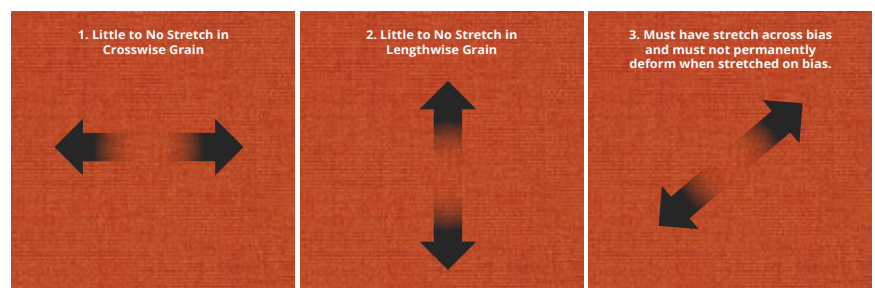 1. Little to No Stretch in
Crosswise Grain
2. Little to No Stretch in
Lengthwise Grain
3. Must have stretch across bias
and must not permanently
deform when stretched on bias.